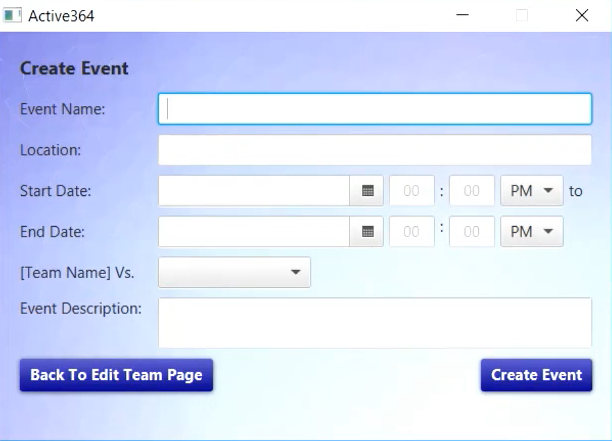 Active364
Create Event
Event Name:
Location:
Start Date: 00 : 00 PM to
End Date: 00 : 00 PM
[Team Name] Vs.
Event Description:
Back To Edit Team Page Create Event